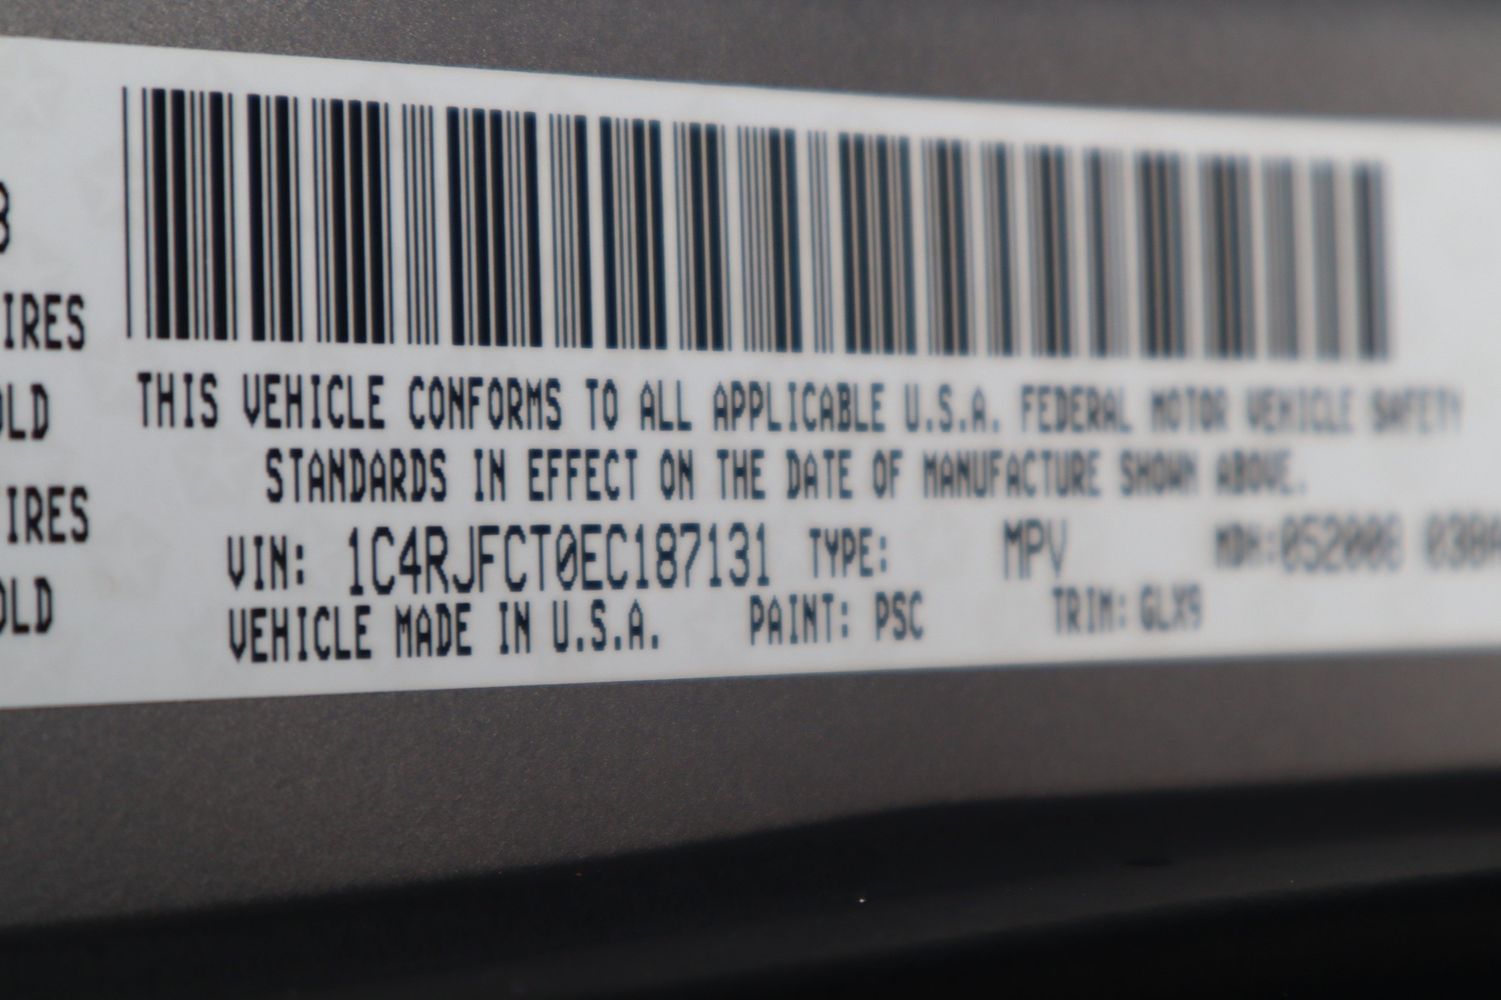 THIS VEHICLE CONFORMS TO ALL APPLICABLE U.S.A. FEDERAL MOTOR VEHICLE SAFETY
STANDARDS IN EFFECT ON THE DATE OF MANUFACTURE SHOWN ABOVE.
VIN: 1C4RJFCT0EC187131 TYPE: MPV MDH:
VEHICLE MADE IN U.S.A. PAINT: PSC TRIM: GLX9
IRES
OLD
IRES
OLD